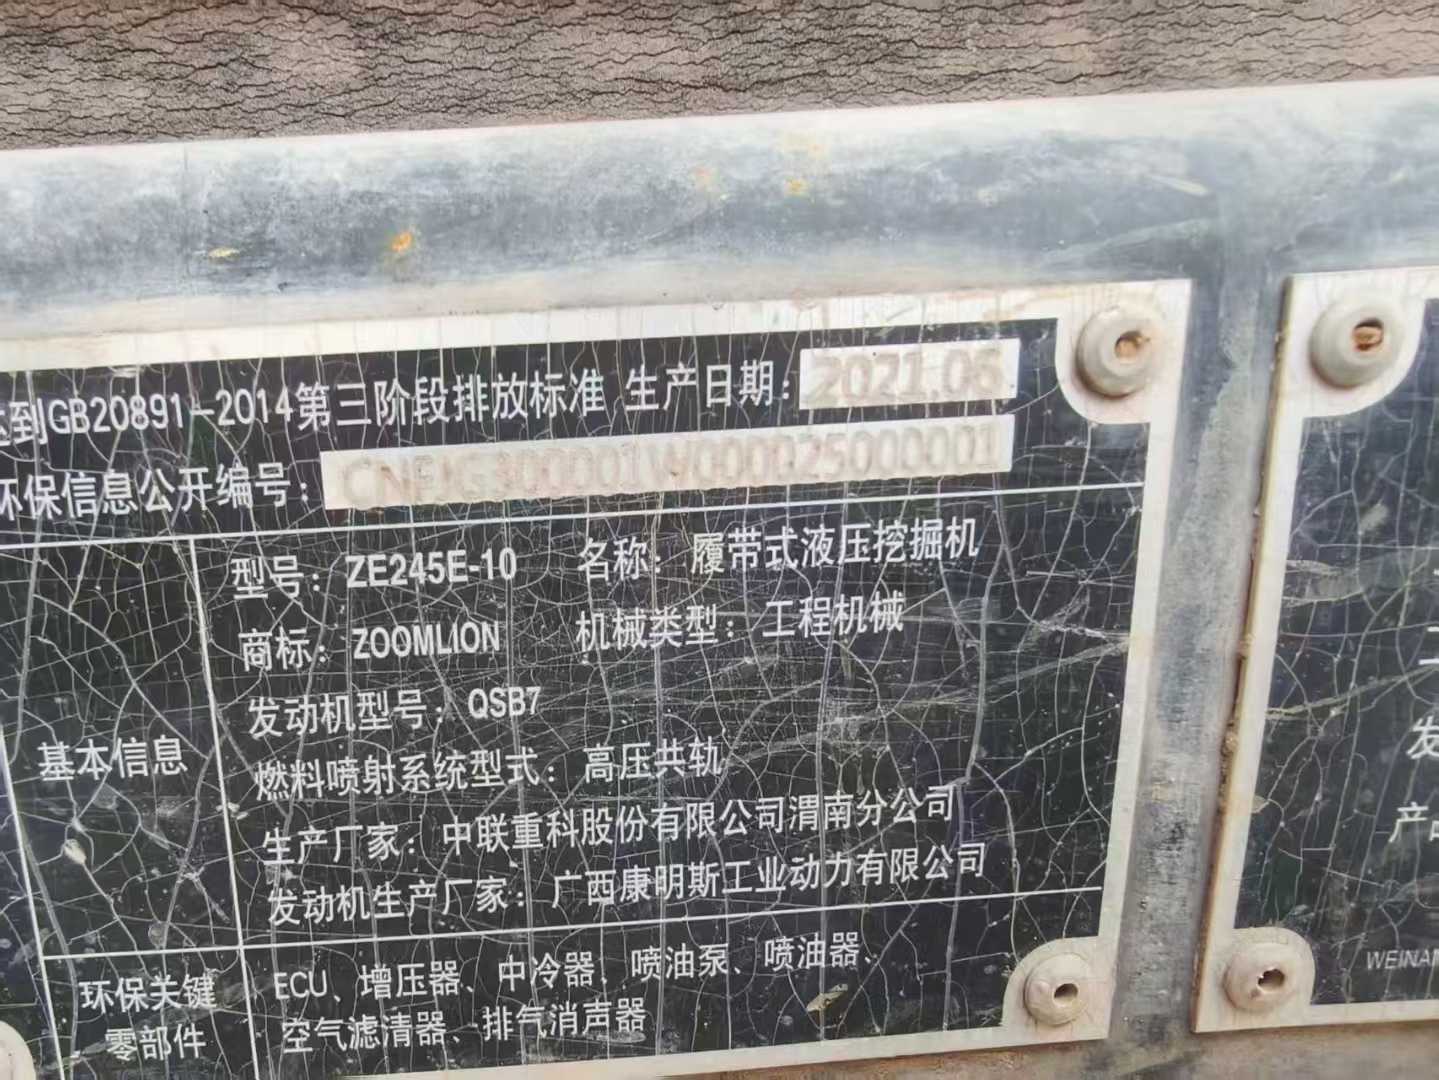 达到GB20891-2014第三阶段排放标准 生产日期：2021.06
环保信息公开编号：
型号：ZE245E-10 名称：履带式液压挖掘机
商标：ZOOMLION 机械类型：工程机械
发动机型号：QSB7
基本信息
燃料喷射系统型式：高压共轨
生产厂家：中联重科股份有限公司渭南分公司
发动机生产厂家：广西康明斯工业动力有限公司
环保关键
零部件
ECU、增压器、中冷器、喷油泵、喷油器、
空气滤清器、排气消声器
发
产
WEINAN